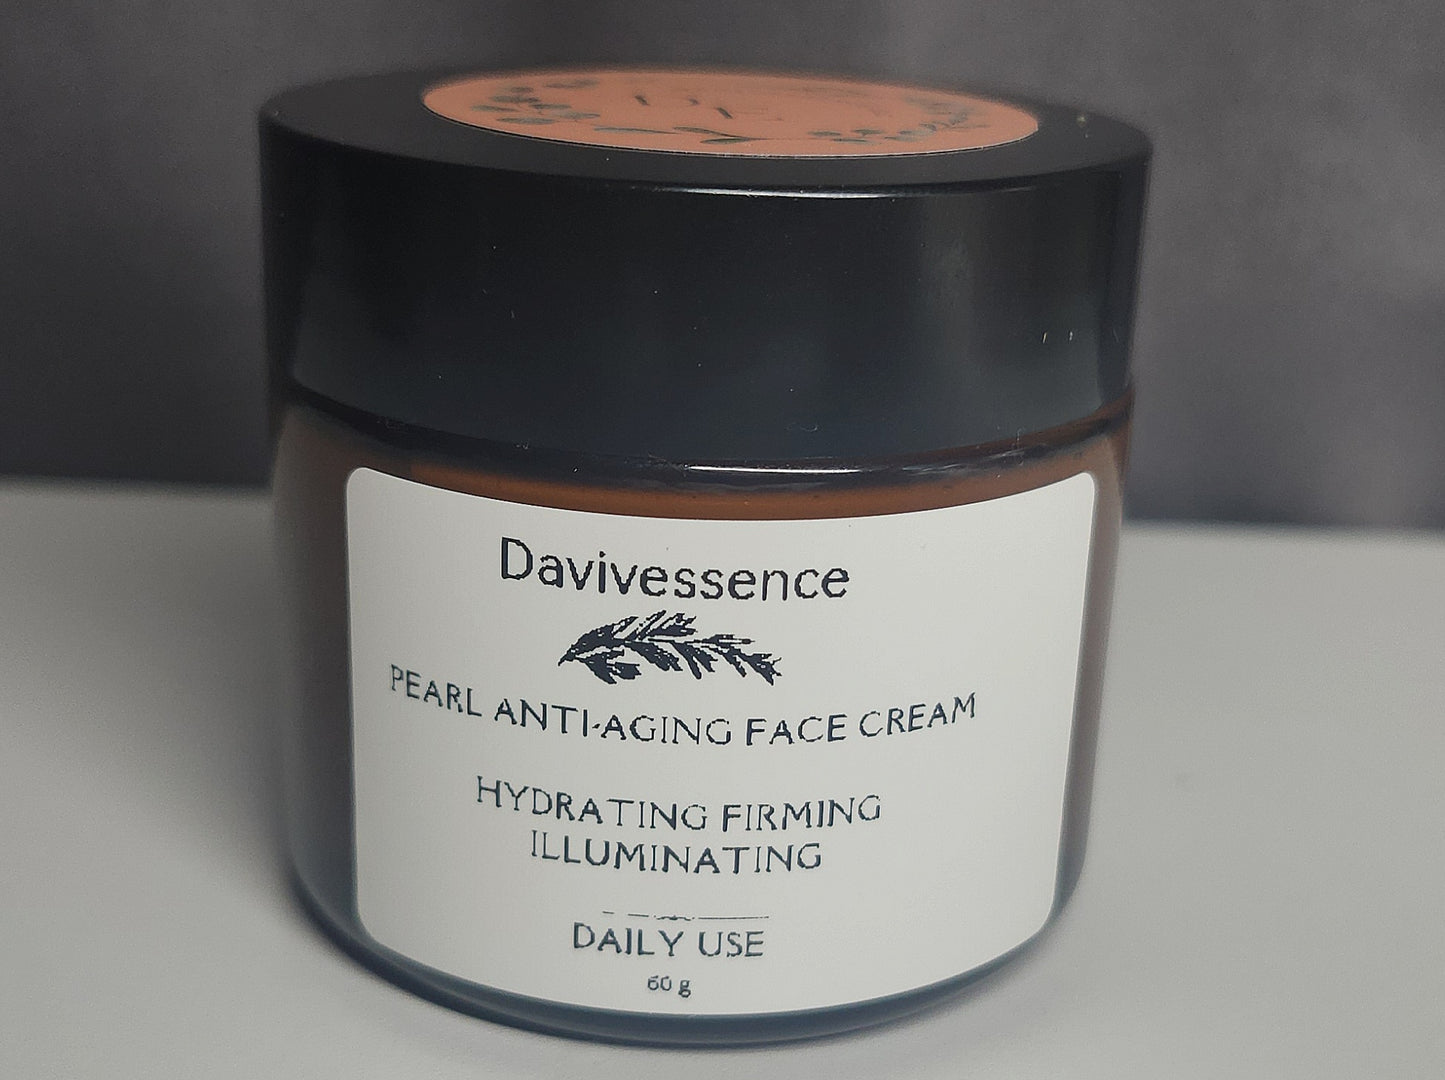 Davivessence
PEARL ANTI-AGING FACE CREAM
HYDRATING FIRMING
ILLUMINATING
DAILY USE
60 g